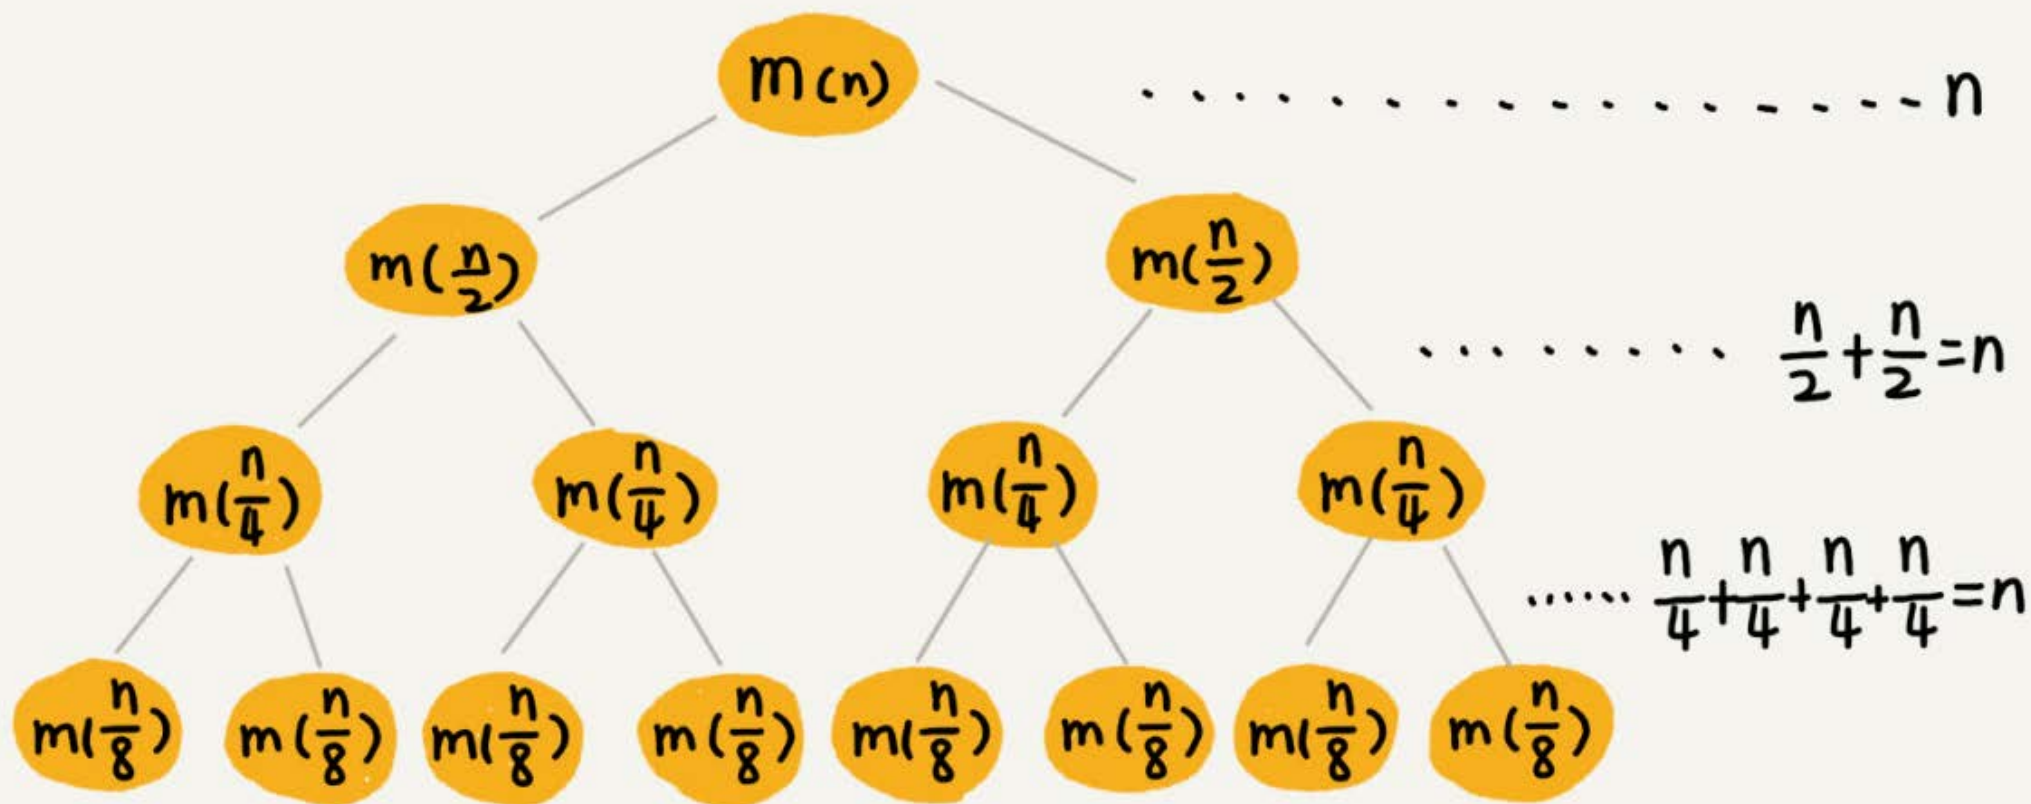 m(n) ............... n
m(n/2) m(n/2)
........ n/2+n/2=n
m(n/4) m(n/4) m(n/4) m(n/4)
...... n/4+n/4+n/4+n/4=n
m(n/8) m(n/8) m(n/8) m(n/8) m(n/8) m(n/8) m(n/8) m(n/8)